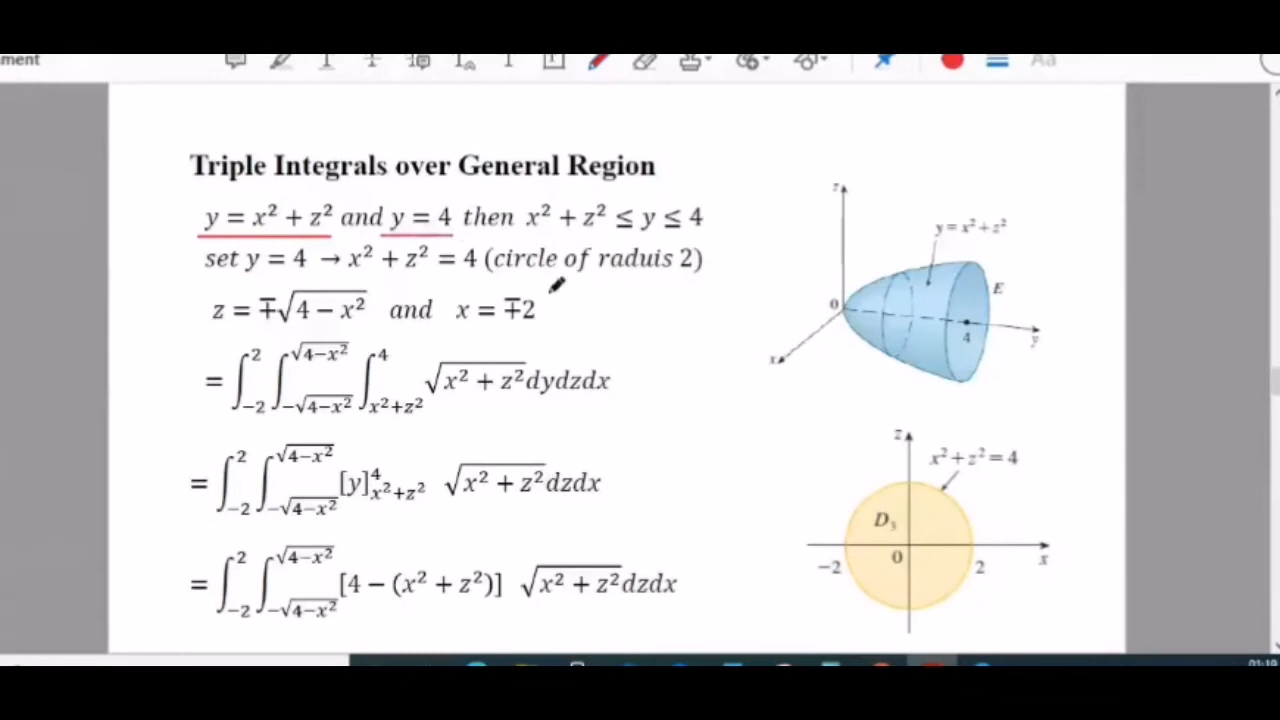 ment
Aa
Triple Integrals over General Region
y = x² + z² and y = 4 then x² + z² ≤ y ≤ 4
set y = 4 → x² + z² = 4 (circle of raduis 2)
z = ∓√(4 − x²) and x = ∓2
= ∫_{−2}^{2} ∫_{−√(4−x²)}^{√(4−x²)} ∫_{x²+z²}^{4} √(x² + z²) dydzdx
= ∫_{−2}^{2} ∫_{−√(4−x²)}^{√(4−x²)} [y]_{x²+z²}^{4} √(x² + z²) dzdx
= ∫_{−2}^{2} ∫_{−√(4−x²)}^{√(4−x²)} [4 − (x² + z²)] √(x² + z²) dzdx
z
y = x² + z²
0
E
4
y
x
z
x² + z² = 4
D₃
0
−2
2
x